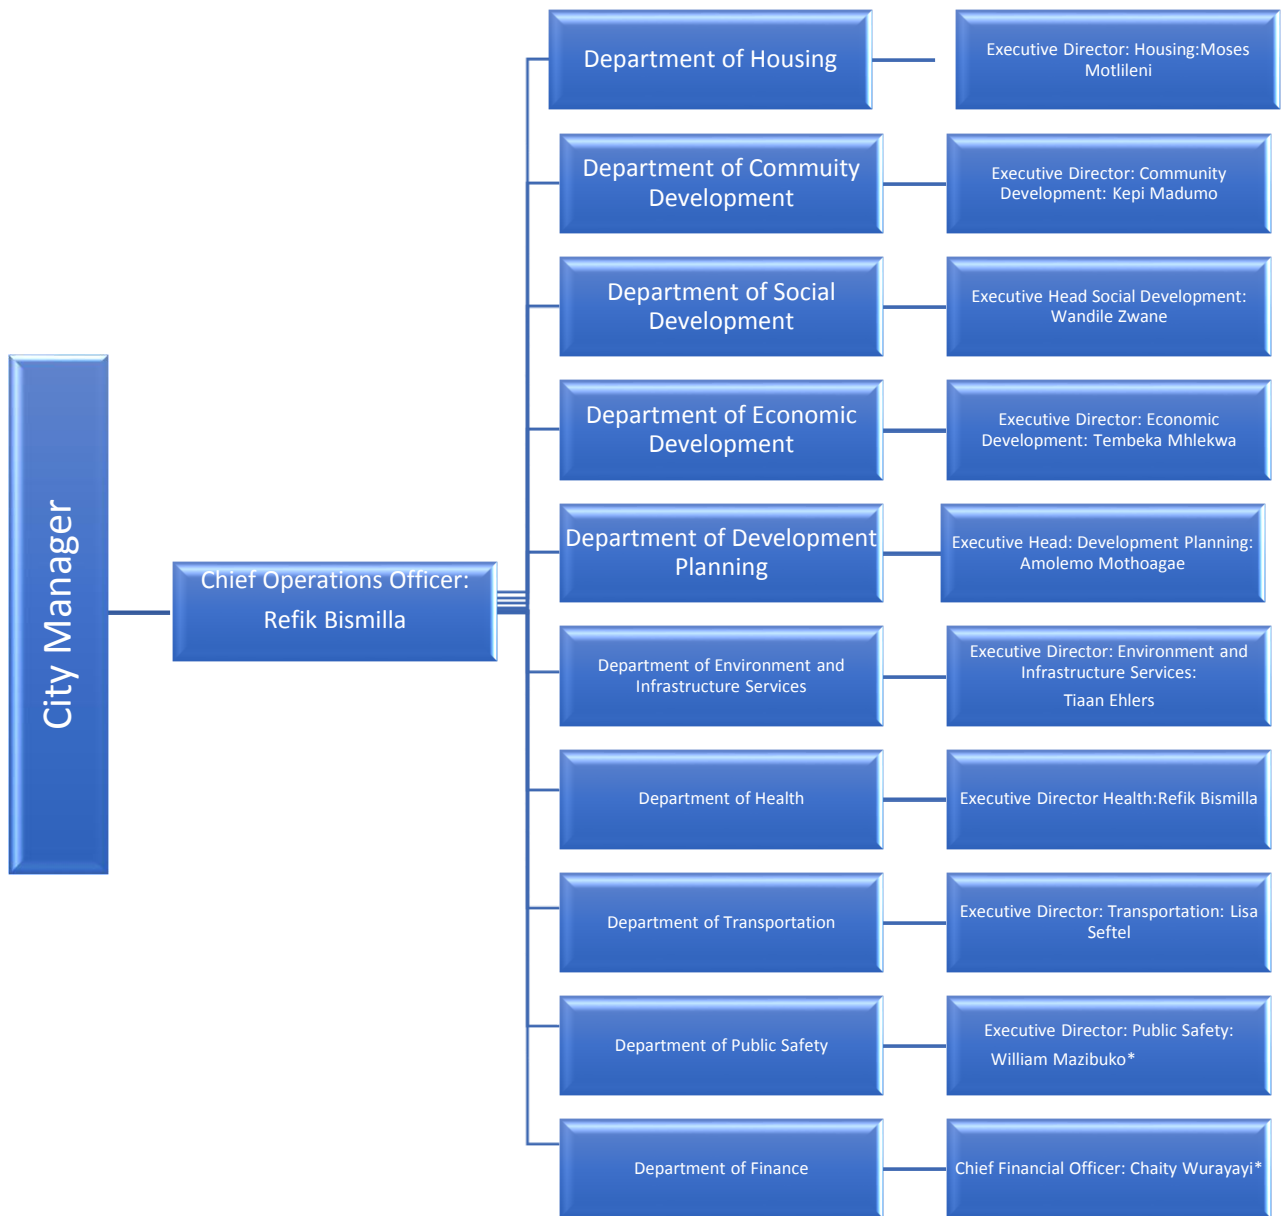 City Manager
Chief Operations Officer:
Refik Bismilla
Department of Housing
Executive Director: Housing:Moses
Motlileni
Department of Commuity
Development
Executive Director: Community
Development: Kepi Madumo
Department of Social
Development
Executive Head Social Development:
Wandile Zwane
Department of Economic
Development
Executive Director: Economic
Development: Tembeka Mhlekwa
Department of Development
Planning
Executive Head: Development Planning:
Amolemo Mothoagae
Department of Environment and
Infrastructure Services
Executive Director: Environment and
Infrastructure Services:
Tiaan Ehlers
Department of Health
Executive Director Health:Refik Bismilla
Department of Transportation
Executive Director: Transportation: Lisa
Seftel
Department of Public Safety
Executive Director: Public Safety:
William Mazibuko*
Department of Finance
Chief Financial Officer: Chaity Wurayayi*